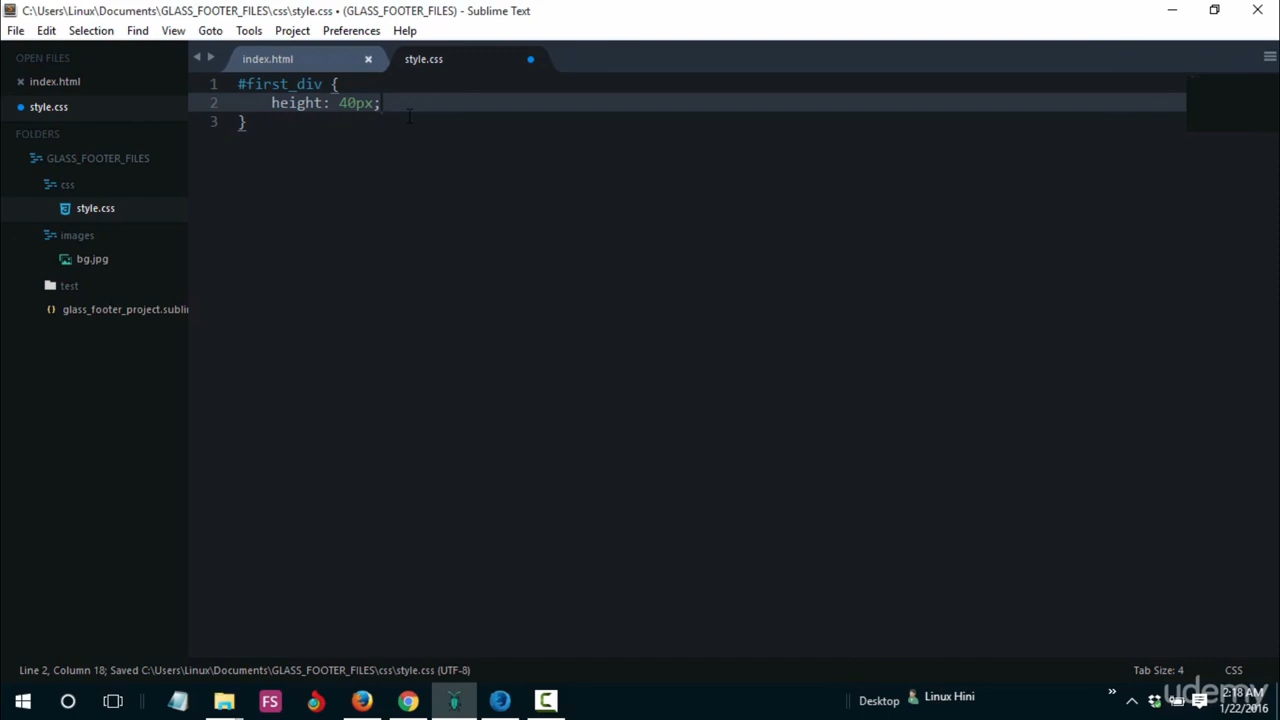 C:\Users\Linux\Documents\GLASS_FOOTER_FILES\css\style.css • (GLASS_FOOTER_FILES) - Sublime Text
File Edit Selection Find View Goto Tools Project Preferences Help
OPEN FILES
index.html
style.css
FOLDERS
GLASS_FOOTER_FILES
css
style.css
images
bg.jpg
test
glass_footer_project.sublin
index.html
style.css
1 #first_div {
2 height: 40px;
3 }
Line 2, Column 18; Saved C:\Users\Linux\Documents\GLASS_FOOTER_FILES\css\style.css (UTF-8)
Tab Size: 4
CSS
FS
Desktop
Linux Hini
2:18 AM
1/22/2016
udemy